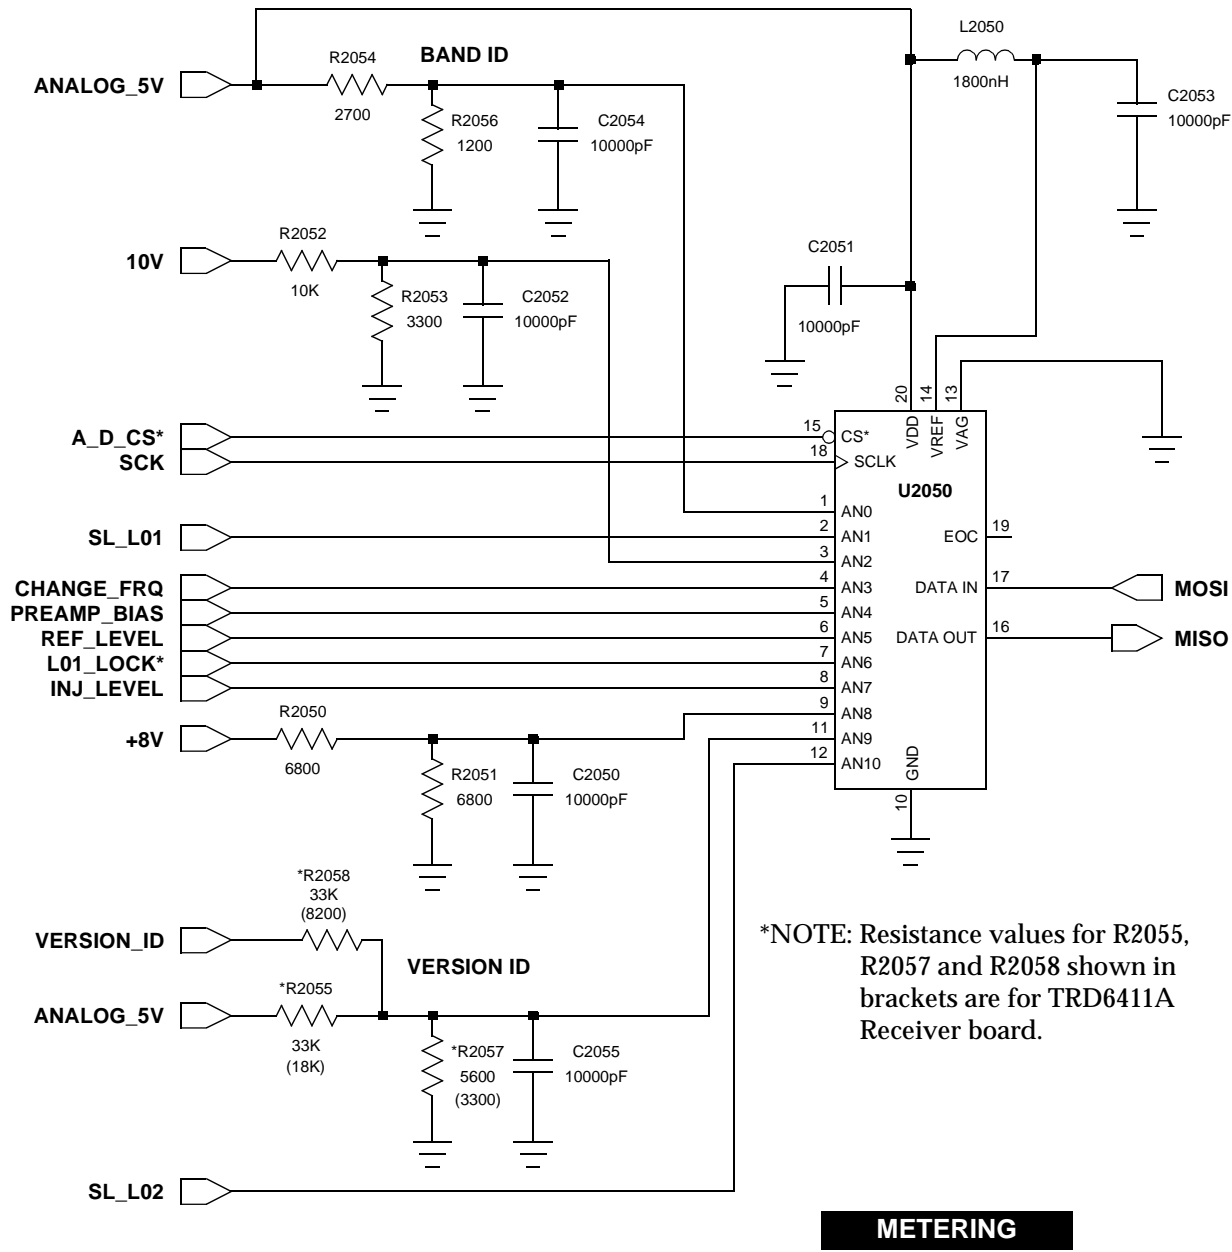 L2050
1800nH
C2053
10000pF
R2054
2700
BAND ID
ANALOG_5V
R2056
1200
C2054
10000pF
R2052
10K
10V
R2053
3300
C2052
10000pF
C2051
10000pF
20
14
13
VDD
VREF
VAG
A_D_CS*
15
CS*
SCK
18
SCLK
U2050
1
AN0
SL_L01
2
AN1
EOC
19
3
AN2
CHANGE_FRQ
4
AN3
DATA IN
17
MOSI
PREAMP_BIAS
5
AN4
REF_LEVEL
6
AN5
DATA OUT
16
MISO
L01_LOCK*
7
AN6
INJ_LEVEL
8
AN7
R2050
6800
+8V
9
AN8
11
AN9
12
AN10
GND
10
R2051
6800
C2050
10000pF
*R2058
33K
(8200)
VERSION_ID
VERSION ID
*R2055
33K
(18K)
ANALOG_5V
*R2057
5600
(3300)
C2055
10000pF
*NOTE: Resistance values for R2055,
R2057 and R2058 shown in
brackets are for TRD6411A
Receiver board.
SL_L02
METERING